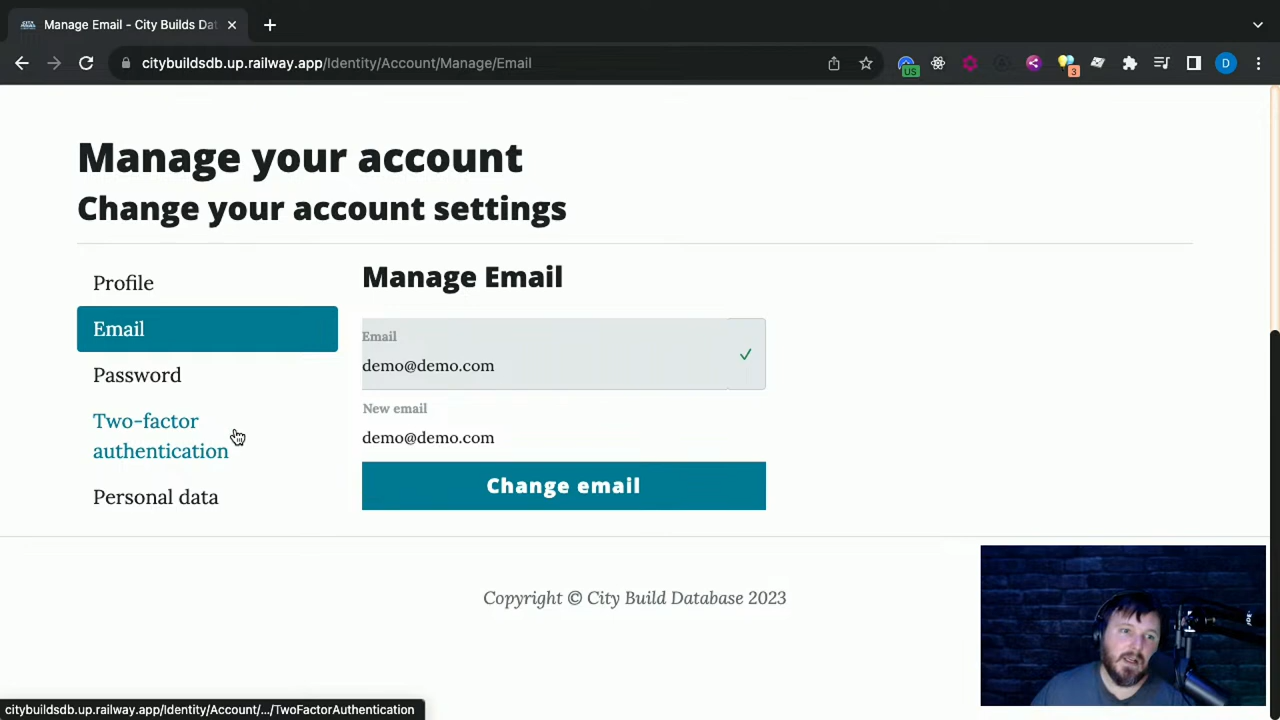 Manage Email - City Builds Dat
citybuildsdb.up.railway.app/Identity/Account/Manage/Email
US
3
D
Manage your account
Change your account settings
Profile
Email
Password
Two-factor
authentication
Personal data
Manage Email
Email
demo@demo.com
New email
demo@demo.com
Change email
Copyright © City Build Database 2023
citybuildsdb.up.railway.app/Identity/Account/.../TwoFactorAuthentication